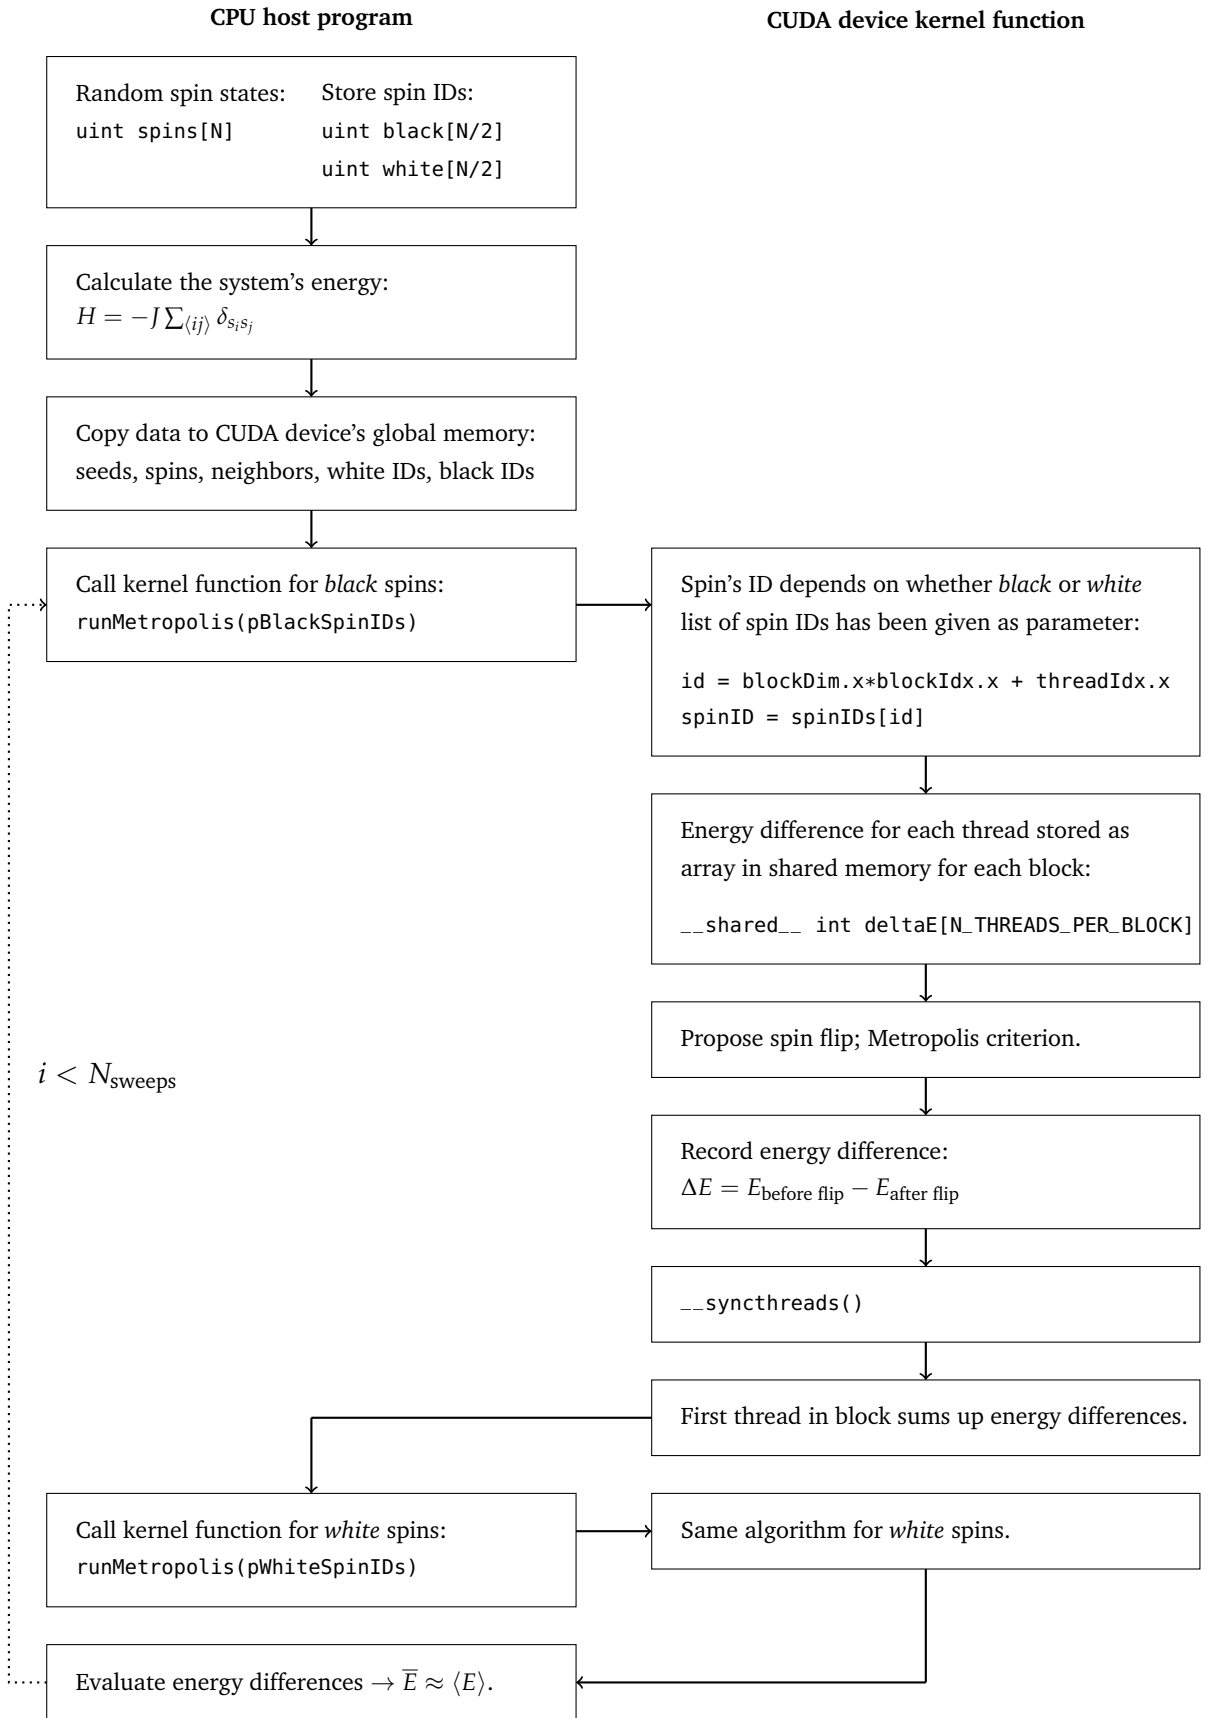 CPU host program
CUDA device kernel function
Random spin states:
uint spins[N]
Store spin IDs:
uint black[N/2]
uint white[N/2]
Calculate the system's energy:
H = −J ∑⟨ij⟩ δ_{s_i s_j}
Copy data to CUDA device's global memory:
seeds, spins, neighbors, white IDs, black IDs
Call kernel function for black spins:
runMetropolis(pBlackSpinIDs)
Spin's ID depends on whether black or white
list of spin IDs has been given as parameter:
id = blockDim.x*blockIdx.x + threadIdx.x
spinID = spinIDs[id]
Energy difference for each thread stored as
array in shared memory for each block:
__shared__ int deltaE[N_THREADS_PER_BLOCK]
Propose spin flip; Metropolis criterion.
i < N_sweeps
Record energy difference:
ΔE = E_before flip − E_after flip
__syncthreads()
First thread in block sums up energy differences.
Call kernel function for white spins:
runMetropolis(pWhiteSpinIDs)
Same algorithm for white spins.
Evaluate energy differences → E̅ ≈ ⟨E⟩.